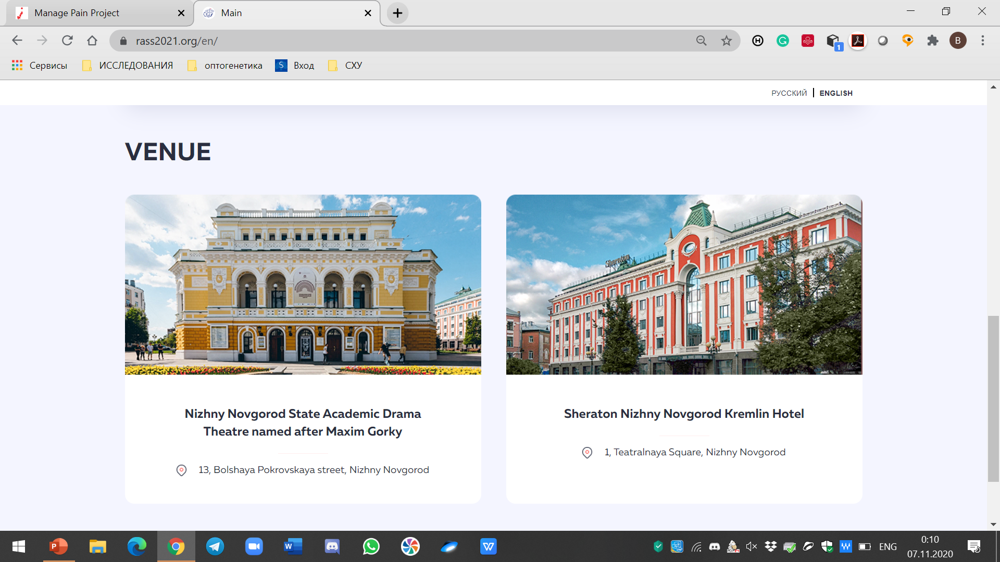 Manage Pain Project
Main
rass2021.org/en/
B
1
Сервисы
ИССЛЕДОВАНИЯ
оптогенетика
Вход
СХУ
РУССКИЙ | ENGLISH
VENUE
Sheraton
Nizhny Novgorod State Academic Drama
Theatre named after Maxim Gorky
13, Bolshaya Pokrovskaya street, Nizhny Novgorod
Sheraton Nizhny Novgorod Kremlin Hotel
1, Teatralnaya Square, Nizhny Novgorod
ENG
0:10
07.11.2020